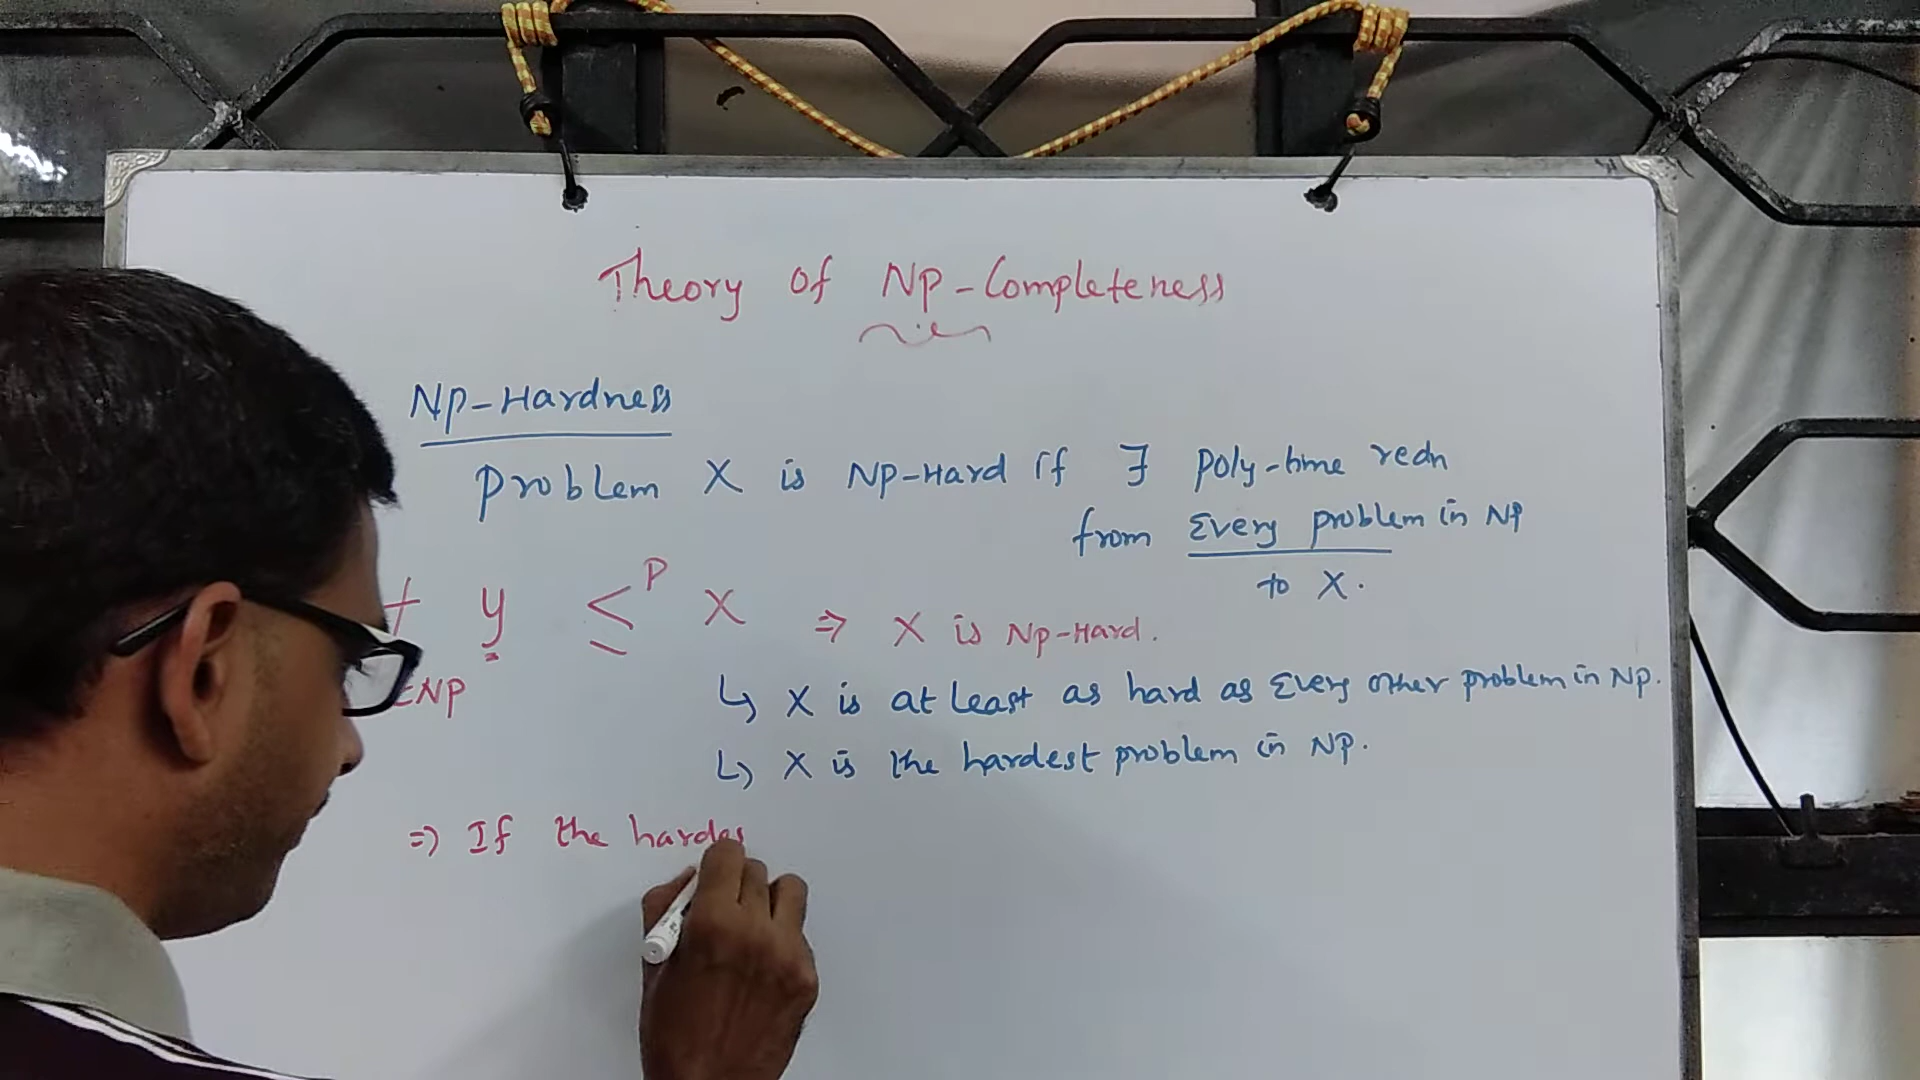 Theory of NP-Completeness
NP-Hardness
Problem X is NP-Hard if ∃ poly-time redn
from Every problem in NP
to X.
y ≤ᵖ X ⇒ X is NP-Hard.
∈NP
↳ X is at least as hard as Every other problem in NP.
↳ X is the hardest problem in NP.
⇒ If the hardes